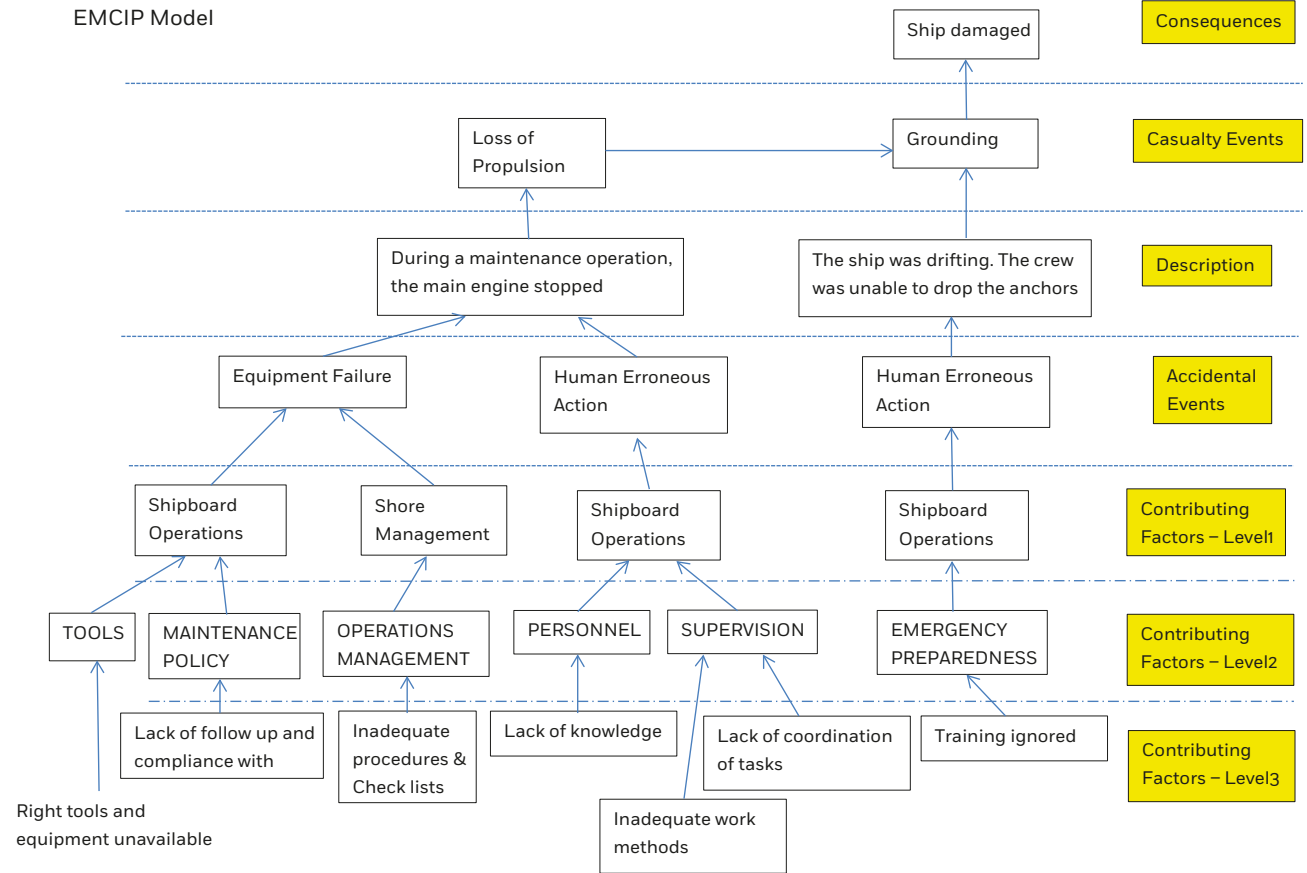 EMCIP Model
Ship damaged
Consequences
Loss of
Propulsion
Grounding
Casualty Events
During a maintenance operation,
the main engine stopped
The ship was drifting. The crew
was unable to drop the anchors
Description
Equipment Failure
Human Erroneous
Action
Human Erroneous
Action
Accidental
Events
Shipboard
Operations
Shore
Management
Shipboard
Operations
Shipboard
Operations
Contributing
Factors – Level1
TOOLS
MAINTENANCE
POLICY
OPERATIONS
MANAGEMENT
PERSONNEL
SUPERVISION
EMERGENCY
PREPAREDNESS
Contributing
Factors – Level2
Lack of follow up and
compliance with
Inadequate
procedures &
Check lists
Lack of knowledge
Lack of coordination
of tasks
Training ignored
Contributing
Factors – Level3
Right tools and
equipment unavailable
Inadequate work
methods